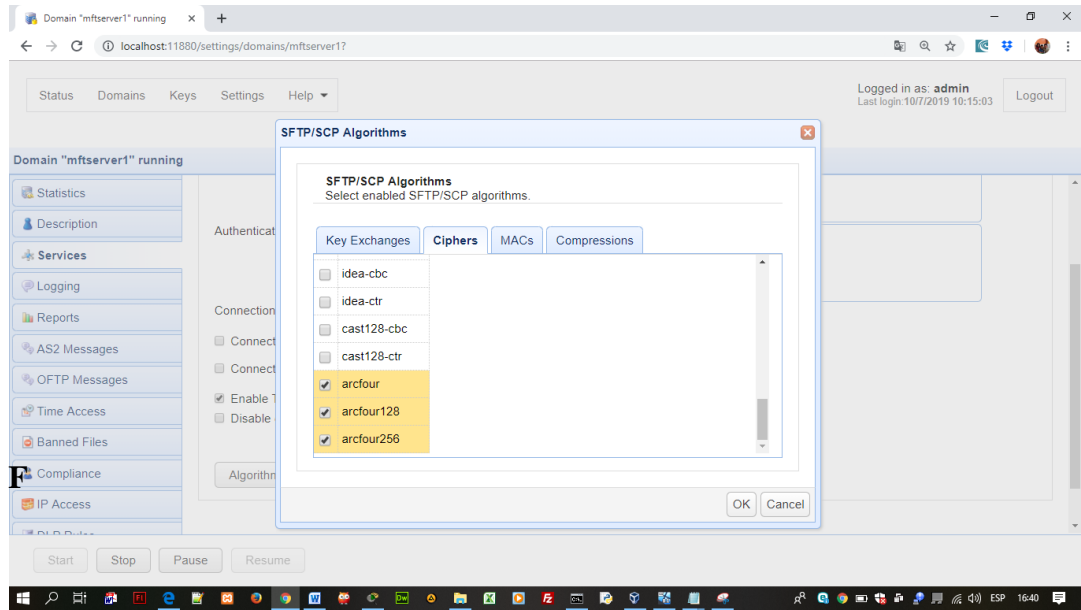 Domain "mftserver1" running
localhost:11880/settings/domains/mftserver1?
Status Domains Keys Settings Help
Logged in as: admin
Last login:10/7/2019 10:15:03
Logout
SFTP/SCP Algorithms
Domain "mftserver1" running
SFTP/SCP Algorithms
Select enabled SFTP/SCP algorithms.
Key Exchanges Ciphers MACs Compressions
idea-cbc
idea-ctr
cast128-cbc
cast128-ctr
arcfour
arcfour128
arcfour256
OK Cancel
Statistics
Description
Services
Logging
Reports
AS2 Messages
OFTP Messages
Time Access
Banned Files
F
Compliance
IP Access
Authenticat
Connection
Connect
Connect
Enable T
Disable
Algorithn
Start Stop Pause Resume
ESP 16:40